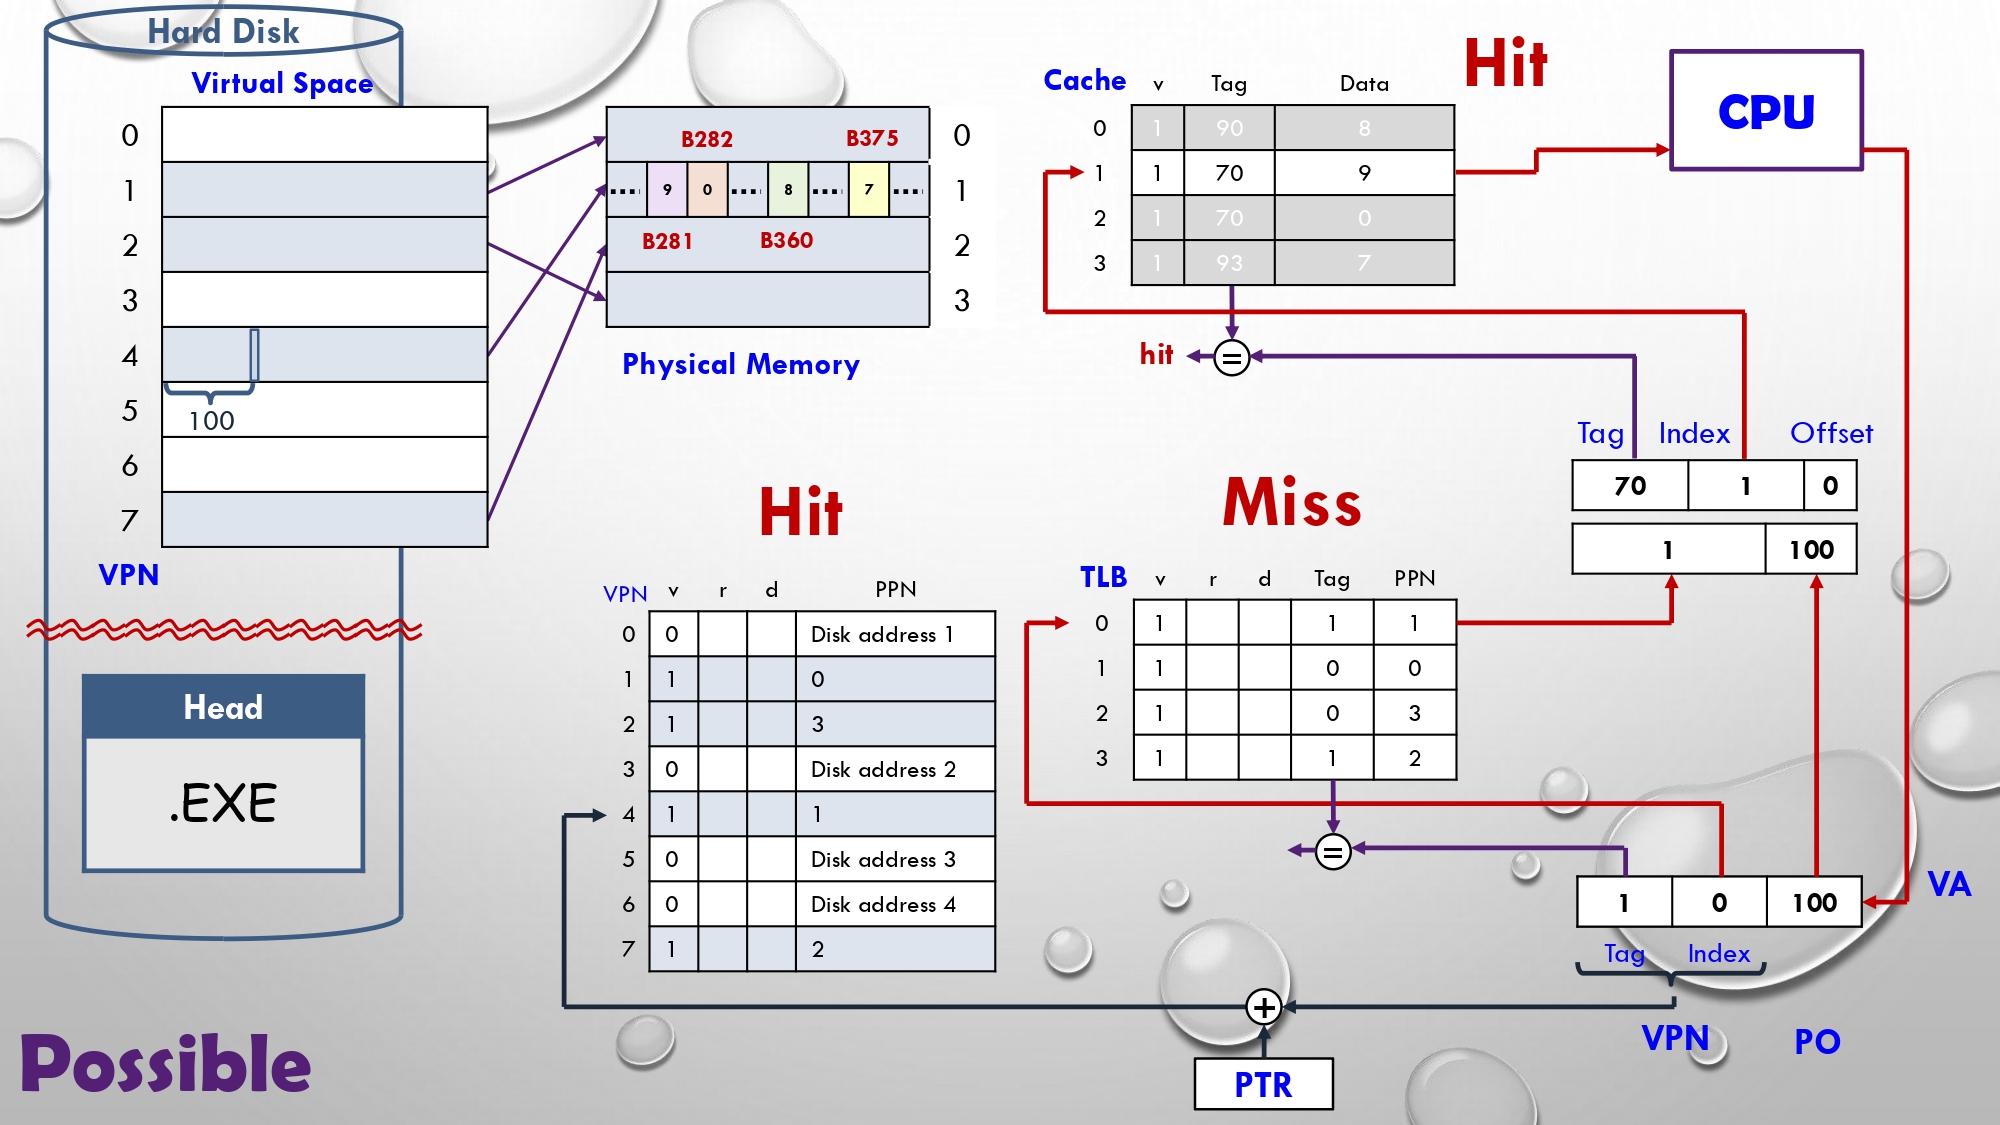 Hard Disk
Virtual Space
0
1
2
3
4
5
6
7
100
VPN
Head
.EXE
Possible
B282 B375
.... 9 0 .... 8 .... 7 ....
B281 B360
0
1
2
3
Physical Memory
Hit
Cache v Tag Data
0 1 90 8
1 1 70 9
2 1 70 0
3 1 93 7
hit =
CPU
Tag Index Offset
70 1 0
1 100
Hit
VPN v r d PPN
0 0 Disk address 1
1 1 0
2 1 3
3 0 Disk address 2
4 1 1
5 0 Disk address 3
6 0 Disk address 4
7 1 2
Miss
TLB v r d Tag PPN
0 1 1 1
1 1 0 0
2 1 0 3
3 1 1 2
=
1 0 100 VA
Tag Index
VPN PO
+
PTR